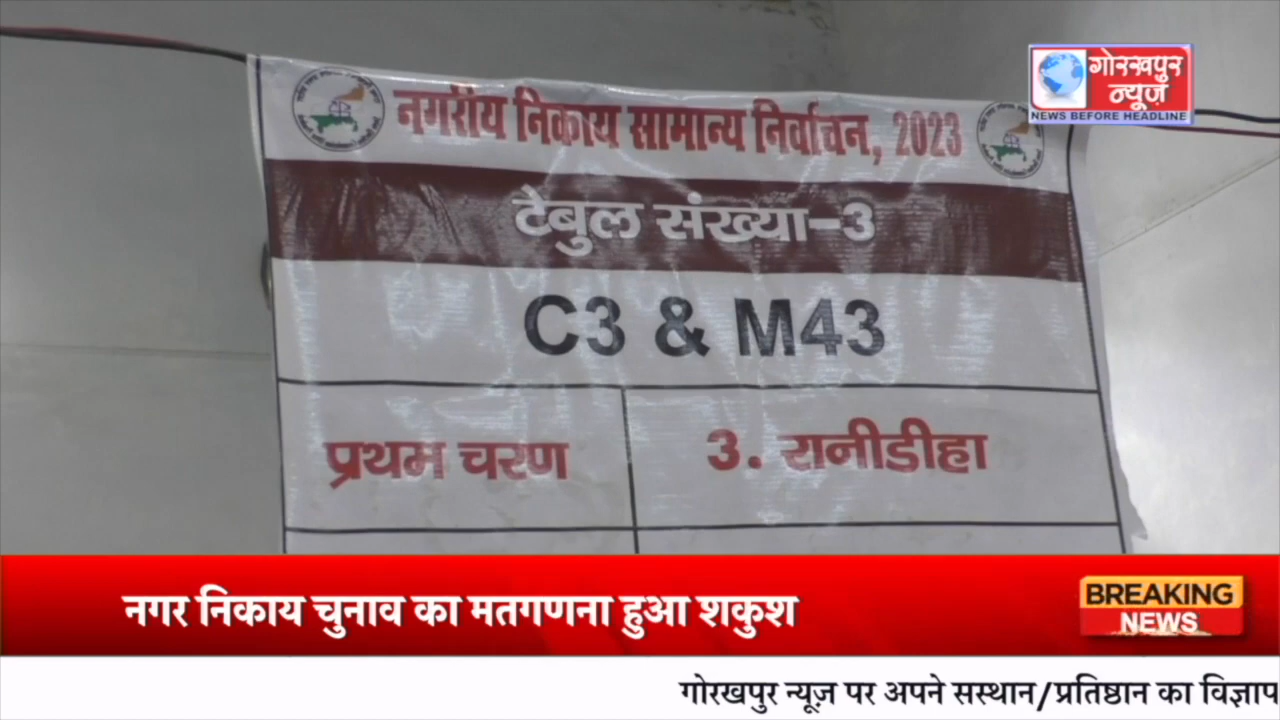 गोरखपुर
न्यूज़
NEWS BEFORE HEADLINE
नगरीय निकाय सामान्य निर्वाचन, 2023
टेबुल संख्या-3
C3 & M43
प्रथम चरण
3. रानीडीहा
नगर निकाय चुनाव का मतगणना हुआ शकुश
BREAKING
NEWS
गोरखपुर न्यूज़ पर अपने सस्थान/प्रतिष्ठान का विज्ञाप